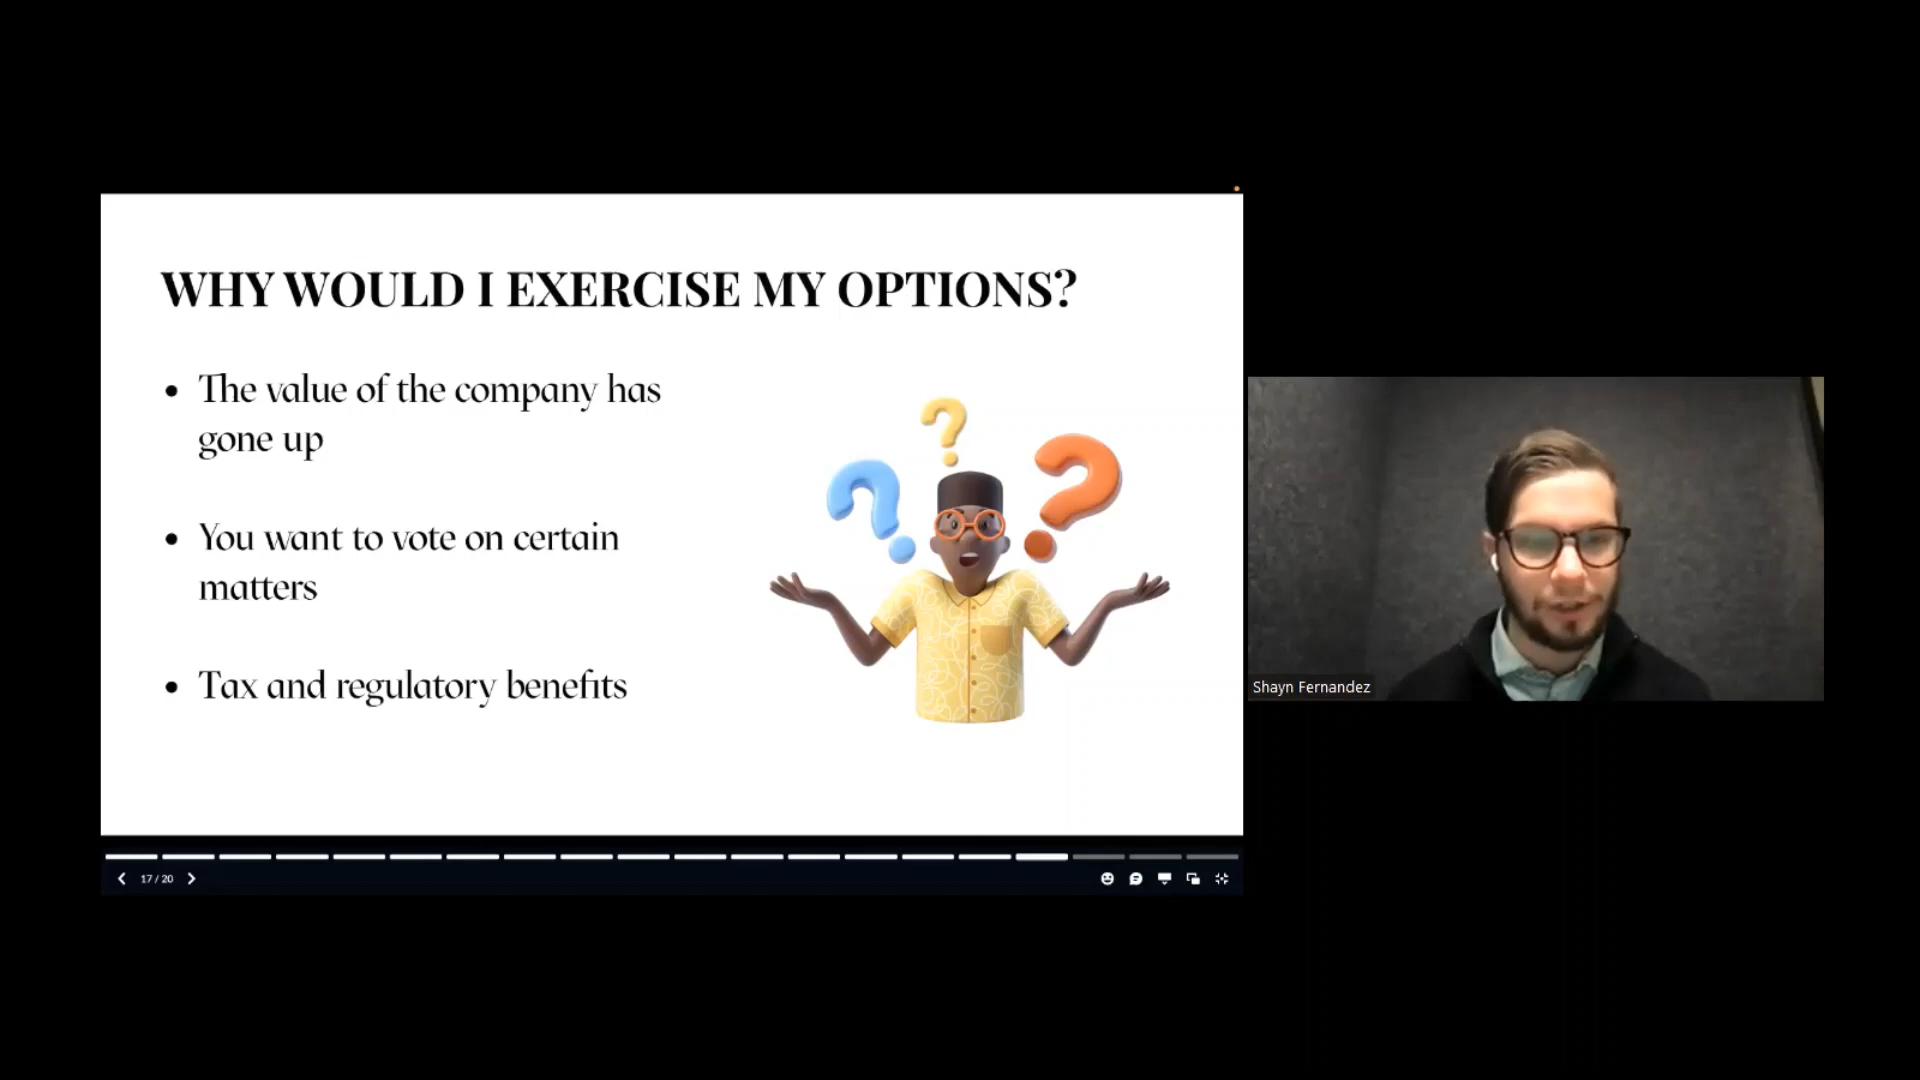 WHY WOULD I EXERCISE MY OPTIONS?
• The value of the company has
gone up
• You want to vote on certain
matters
• Tax and regulatory benefits
Shayn Fernandez
17 / 20